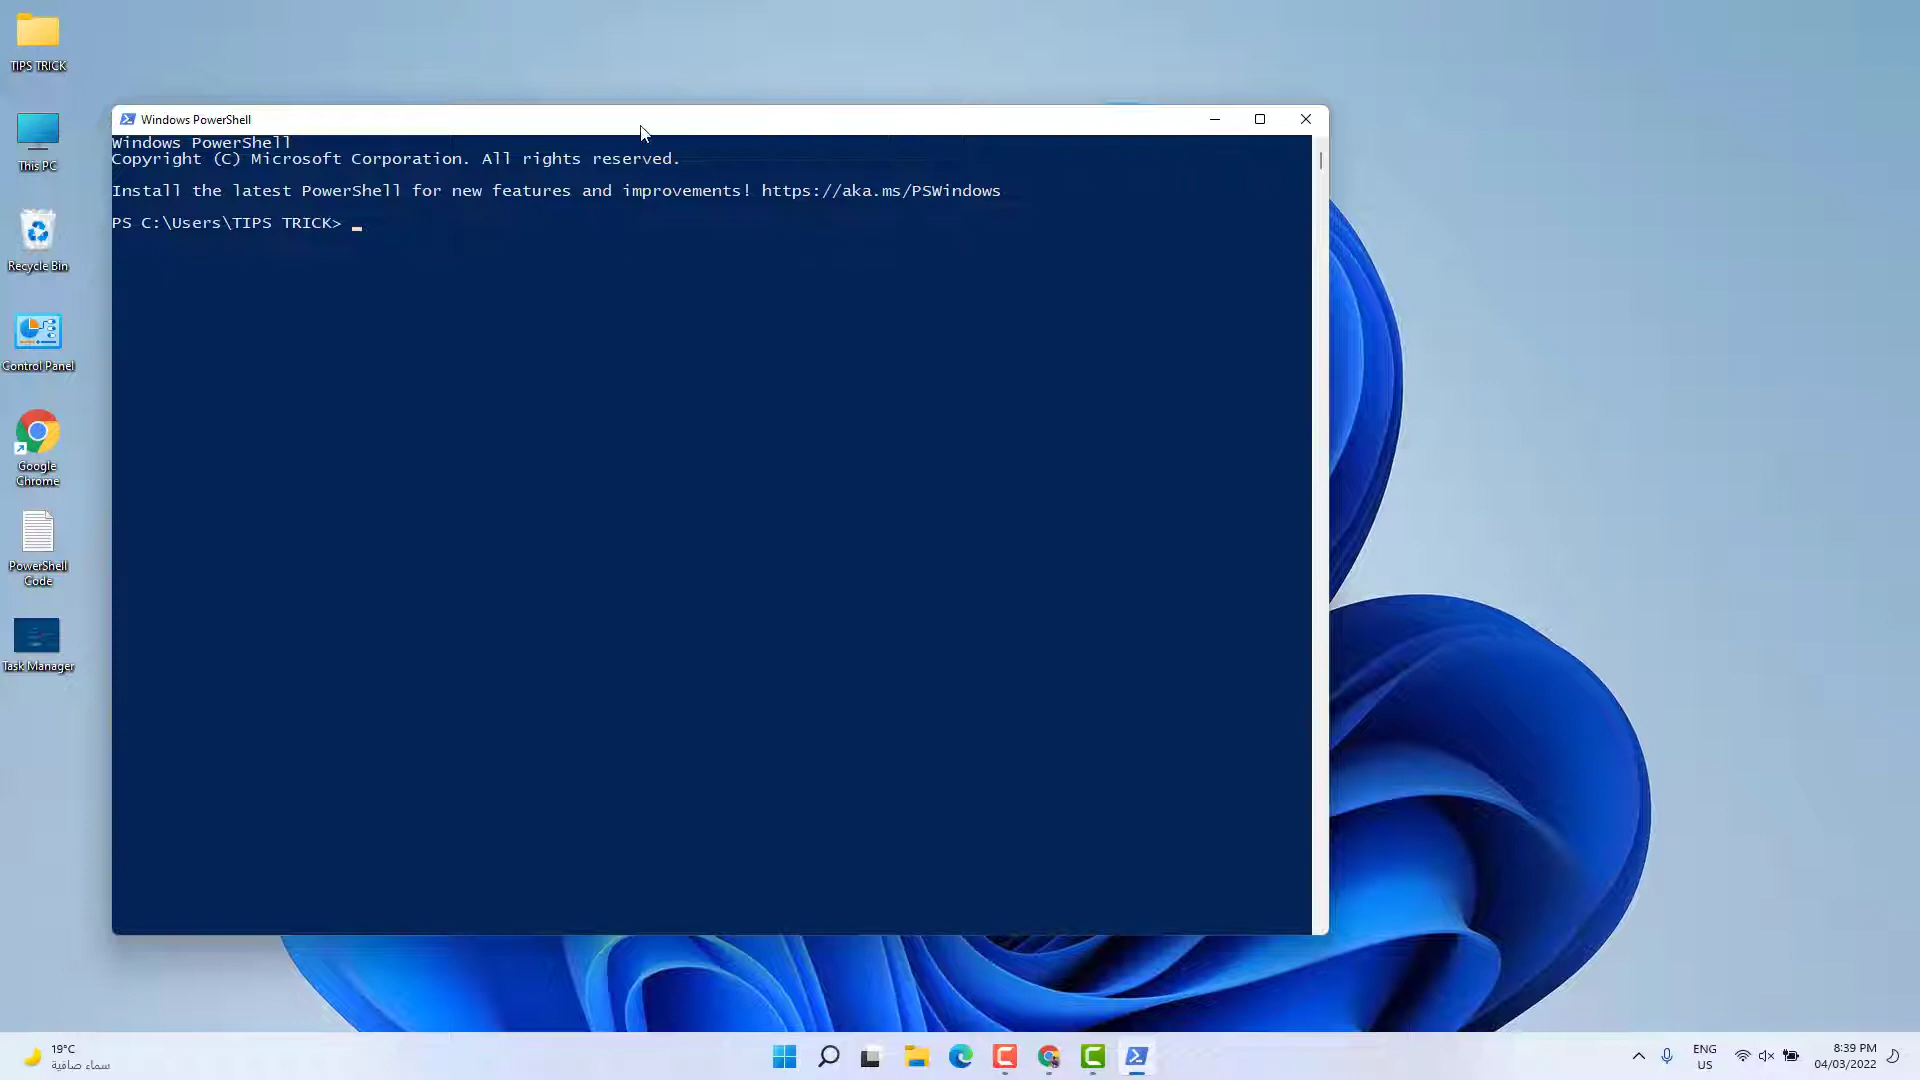 TIPS TRICK
This PC
Recycle Bin
Control Panel
Google
Chrome
PowerShell
Code
Task Manager
Windows PowerShell
Windows PowerShell
Copyright (C) Microsoft Corporation. All rights reserved.
Install the latest PowerShell for new features and improvements! https://aka.ms/PSWindows
PS C:\Users\TIPS TRICK>
19°C
سماء صافية
ENG
US
8:39 PM
04/03/2022